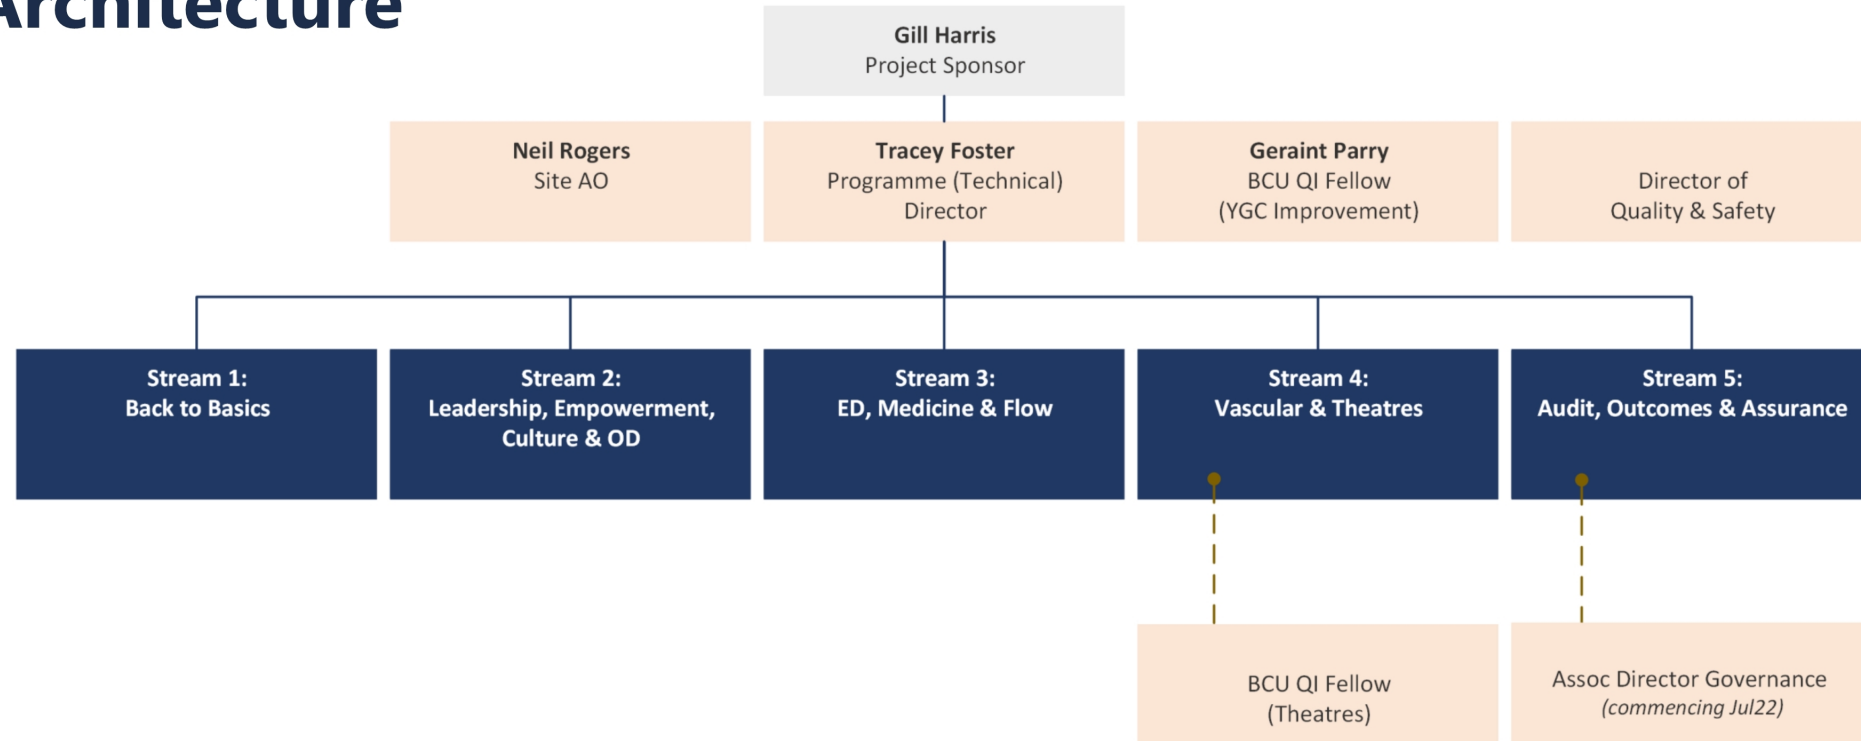 Architecture
Gill Harris
Project Sponsor
Neil Rogers
Site AO
Tracey Foster
Programme (Technical)
Director
Geraint Parry
BCU QI Fellow
(YGC Improvement)
Director of
Quality & Safety
Stream 1:
Back to Basics
Stream 2:
Leadership, Empowerment,
Culture & OD
Stream 3:
ED, Medicine & Flow
Stream 4:
Vascular & Theatres
Stream 5:
Audit, Outcomes & Assurance
BCU QI Fellow
(Theatres)
Assoc Director Governance
(commencing Jul22)